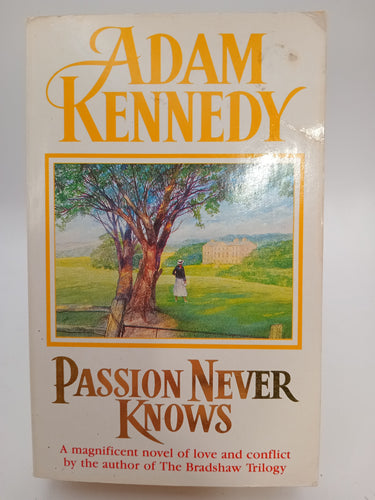 ADAM
KENNEDY
PASSION NEVER
KNOWS
A magnificent novel of love and conflict
by the author of The Bradshaw Trilogy